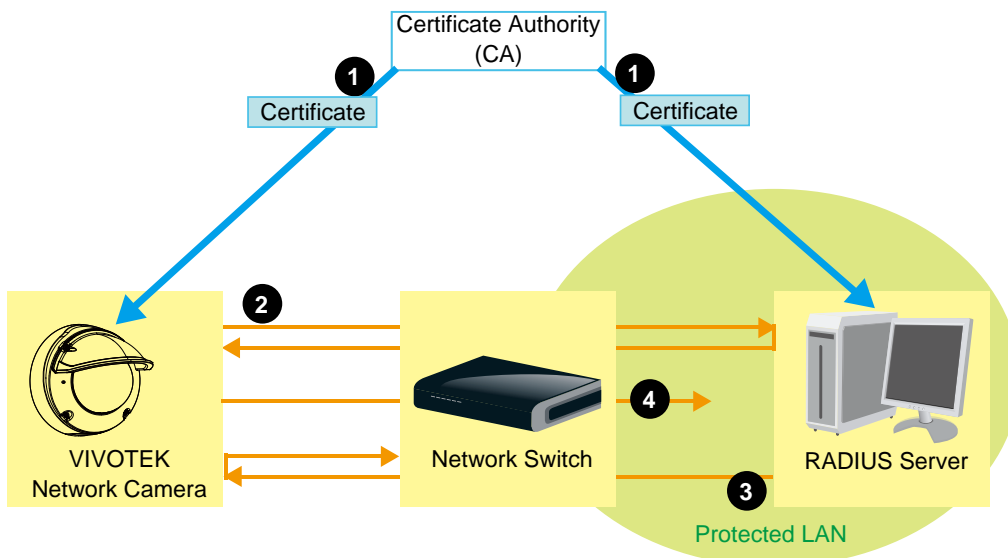 Certificate Authority
(CA)
1
1
Certificate
Certificate
2
4
VIVOTEK
Network Camera
Network Switch
RADIUS Server
3
Protected LAN